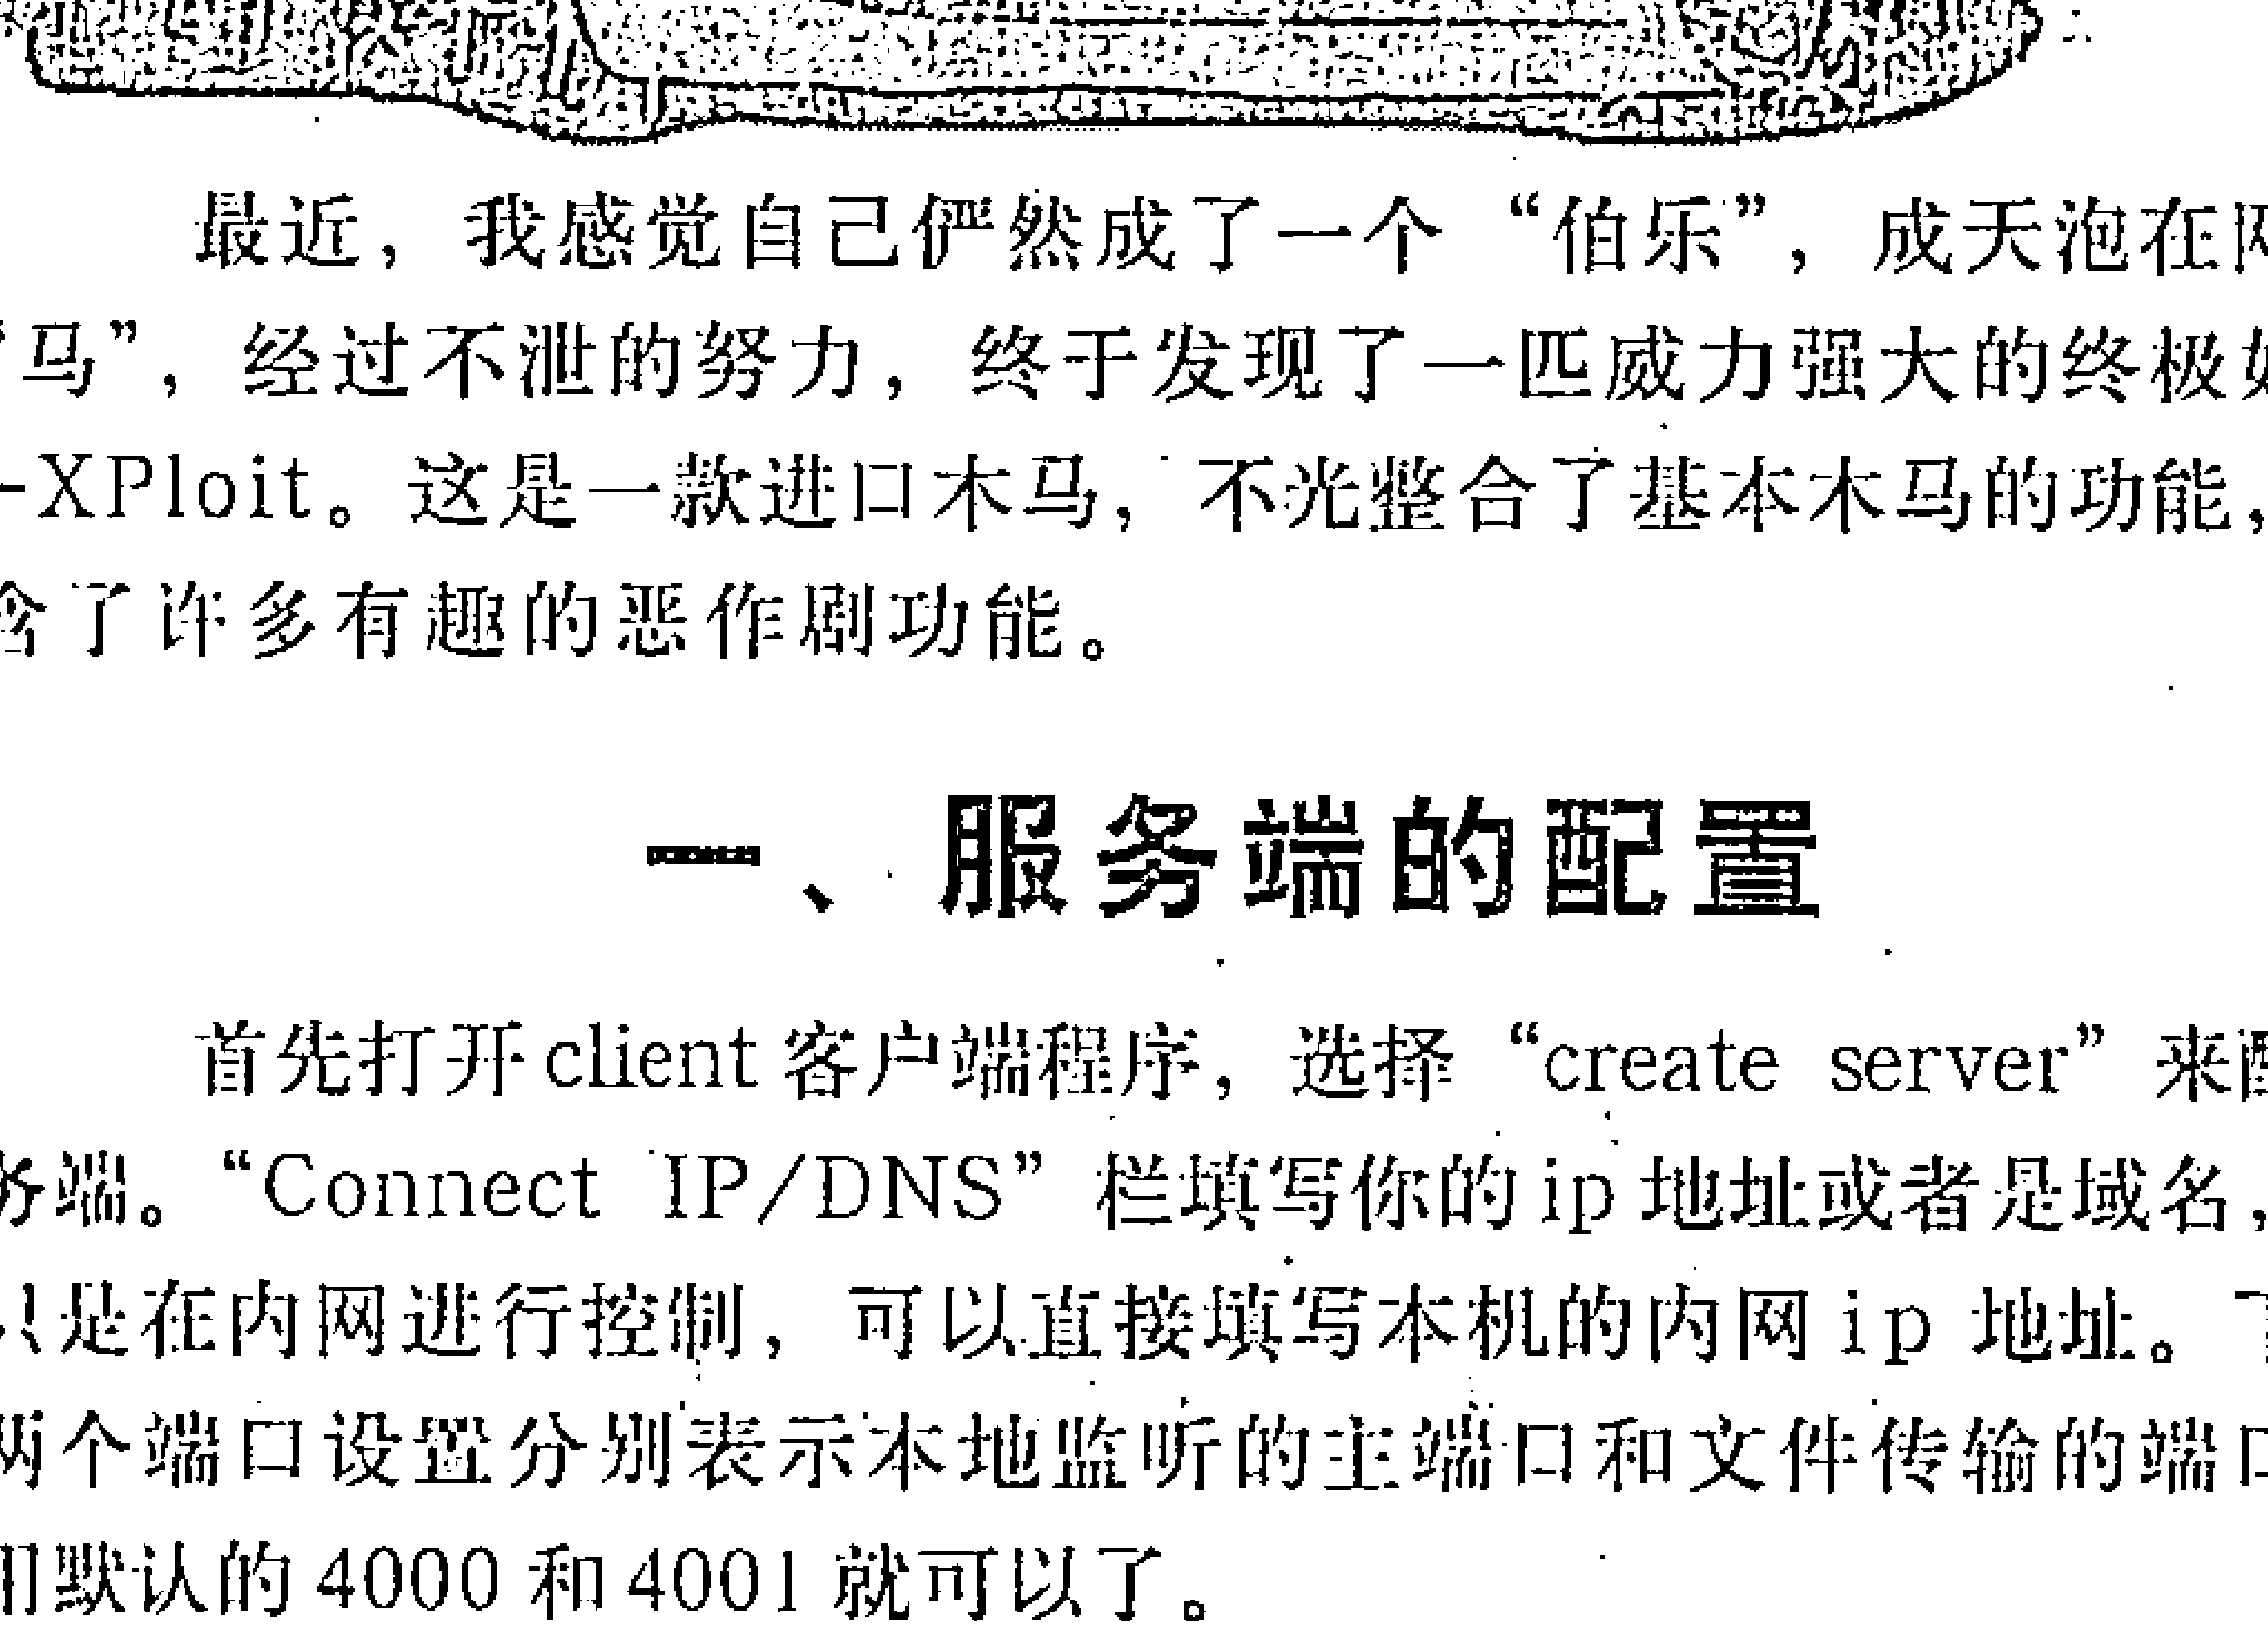 最近，我感觉自己俨然成了一个“伯乐”，成天泡在网
“马”，经过不泄的努力，终于发现了一匹威力强大的终极
-XPloit。这是一款进口木马，不光整合了基本木马的功能，
含了许多有趣的恶作剧功能。
一、服务端的配置
首先打开client客户端程序，选择“create server”来配
务端。“Connect IP/DNS”栏填写你的ip地址或者是域名，
只是在内网进行控制，可以直接填写本机的内网ip地址。
两个端口设置分别表示本地监听的主端口和文件传输的端口
用默认的4000和4001就可以了。